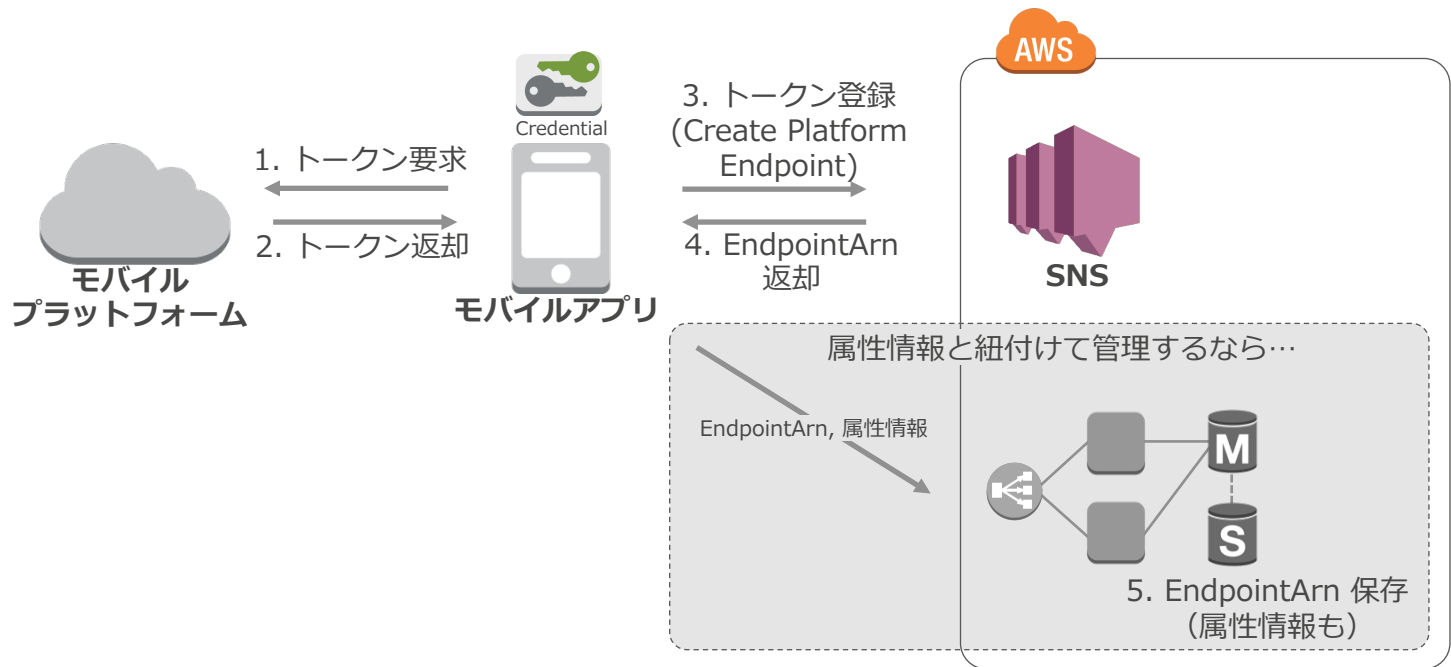 AWS
Credential
1. トークン要求
2. トークン返却
モバイル
プラットフォーム
モバイルアプリ
3. トークン登録
(Create Platform
Endpoint)
4. EndpointArn
返却
SNS
属性情報と紐付けて管理するなら…
EndpointArn, 属性情報
M
S
5. EndpointArn 保存
（属性情報も）